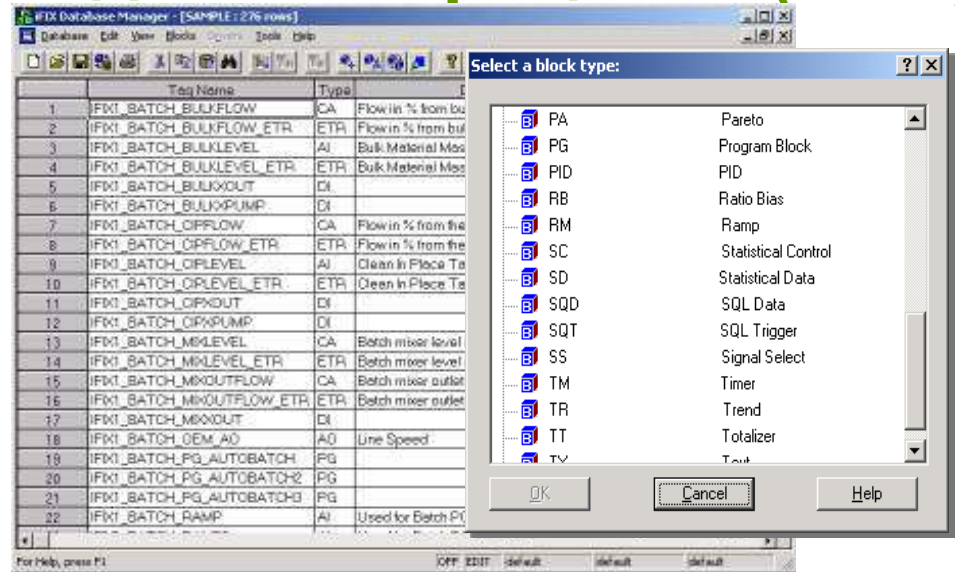 iFIX Database Manager - [SAMPLE : 276 rows]
Database Edit View Blocks Drivers Tools Help
Tag Name Type
1 IFIX1_BATCH_BULKFLOW CA Flow in % from bu
2 IFIX1_BATCH_BULKFLOW_ETR ETR Flow in % from bul
3 IFIX1_BATCH_BULKLEVEL AI Bulk Material Mas
4 IFIX1_BATCH_BULKLEVEL_ETR ETR Bulk Material Mas
5 IFIX1_BATCH_BULKXOUT DI
6 IFIX1_BATCH_BULKXPUMP DI
7 IFIX1_BATCH_CIPFLOW CA Flow in % from the
8 IFIX1_BATCH_CIPFLOW_ETR ETR Flow in % from the
9 IFIX1_BATCH_CIPLEVEL AI Clean In Place Ta
10 IFIX1_BATCH_CIPLEVEL_ETR ETR Clean In Place Ta
11 IFIX1_BATCH_CIPXOUT DI
12 IFIX1_BATCH_CIPXPUMP DI
13 IFIX1_BATCH_MIXLEVEL CA Batch mixer level
14 IFIX1_BATCH_MIXLEVEL_ETR ETR Batch mixer level
15 IFIX1_BATCH_MIXOUTFLOW CA Batch mixer outlet
16 IFIX1_BATCH_MIXOUTFLOW_ETR ETR Batch mixer outlet
17 IFIX1_BATCH_MIXXOUT DI
18 IFIX1_BATCH_OEM_AO AO Line Speed
19 IFIX1_BATCH_PG_AUTOBATCH PG
20 IFIX1_BATCH_PG_AUTOBATCH2 PG
21 IFIX1_BATCH_PG_AUTOBATCH3 PG
22 IFIX1_BATCH_RAMP AI Used for Batch PG
For Help, press F1 OFF EDIT default default default
Select a block type:
PA Pareto
PG Program Block
PID PID
RB Ratio Bias
RM Ramp
SC Statistical Control
SD Statistical Data
SQD SQL Data
SQT SQL Trigger
SS Signal Select
TM Timer
TR Trend
TT Totalizer
OK Cancel Help